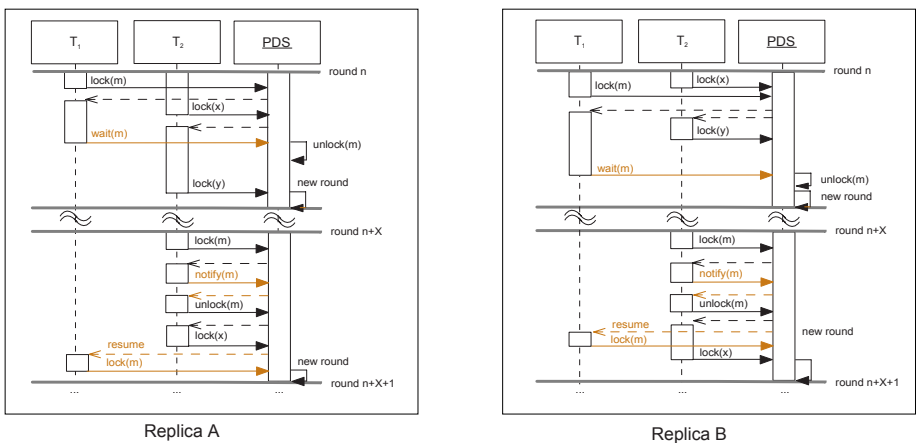 T₁
T₂
PDS
round n
lock(m)
lock(x)
wait(m)
unlock(m)
lock(y)
new round
round n+X
lock(m)
notify(m)
unlock(m)
lock(x)
resume
lock(m)
new round
round n+X+1
...
...
...
Replica A
T₁
T₂
PDS
round n
lock(x)
lock(m)
lock(y)
wait(m)
unlock(m)
new round
round n+X
lock(m)
notify(m)
unlock(m)
resume
new round
lock(m)
lock(x)
round n+X+1
...
...
...
Replica B